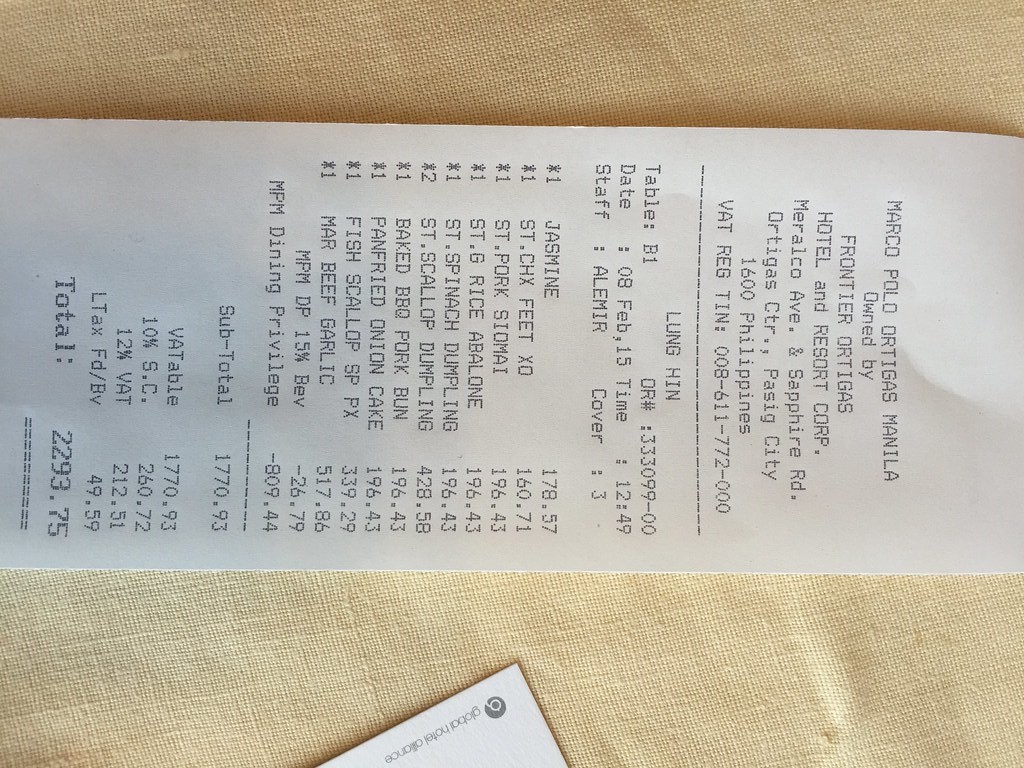 MARCO POLO ORTIGAS MANILA
Owned by
FRONTIER ORTIGAS
HOTEL and RESORT CORP.
Meralco Ave. & Sapphire Rd.
Ortigas Ctr., Pasig City
1600 Philippines
VAT REG TIN: 008-611-772-000
LUNG HIN
Table: B1 OR# :333099-00
Date : 08 Feb,15 Time : 12:49
Staff : ALEMIR Cover : 3
*1 JASMINE 178.57
*1 ST.CHX FEET XO 160.71
*1 ST.PORK SIOMAI 196.43
*1 ST.G RICE ABALONE 196.43
*1 ST.SPINACH DUMPLING 196.43
*2 ST.SCALLOP DUMPLING 428.58
*1 BAKED BBQ PORK BUN 196.43
*1 PANFRIED ONION CAKE 196.43
*1 FISH SCALLOP SP PX 339.29
*1 MAR BEEF GARLIC 517.86
MPM DP 15% Bev -26.79
MPM Dining Privilege -809.44
Sub-Total 1770.93
VATable 1770.93
10% S.C. 260.72
12% VAT 212.51
LTax Fd/Bv 49.59
Total: 2293.75
global hotel alliance